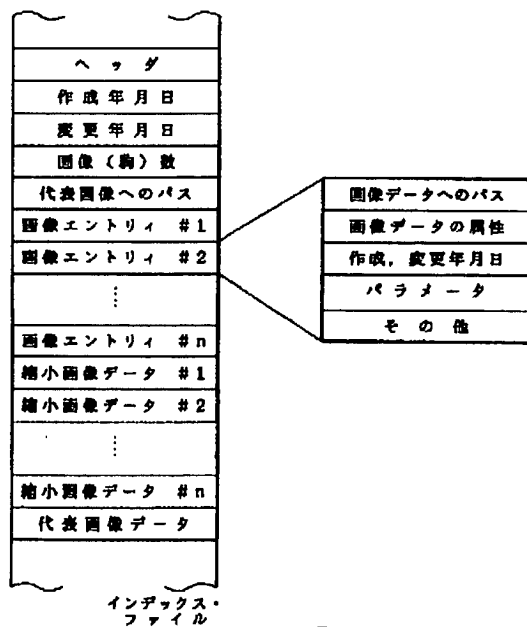 ヘッダ
作成年月日
変更年月日
画像(駒)数
代表画像へのパス
画像エントリィ #1
画像エントリィ #2
⋮
画像エントリィ #n
縮小画像データ #1
縮小画像データ #2
⋮
縮小画像データ #n
代表画像データ
インデックス・
ファイル
画像データへのパス
画像データの属性
作成,変更年月日
パラメータ
その他